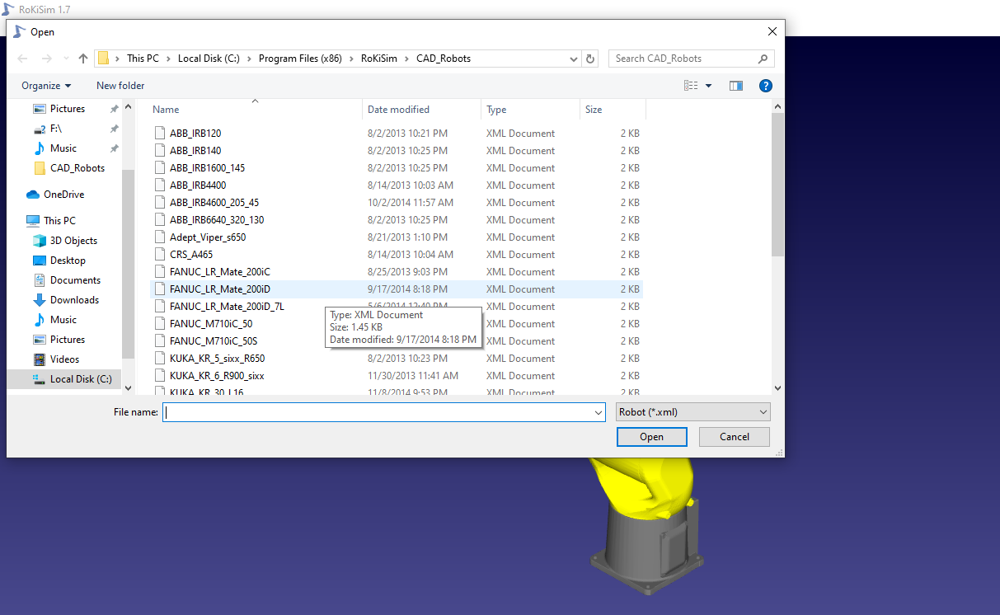 RoKiSim 1.7
Open
This PC > Local Disk (C:) > Program Files (x86) > RoKiSim > CAD_Robots
Search CAD_Robots
Organize
New folder
?
Pictures
F:\
Music
CAD_Robots
OneDrive
This PC
3D Objects
Desktop
Documents
Downloads
Music
Pictures
Videos
Local Disk (C:)
Name Date modified Type Size
ABB_IRB120 8/2/2013 10:21 PM XML Document 2 KB
ABB_IRB140 8/2/2013 10:25 PM XML Document 2 KB
ABB_IRB1600_145 8/2/2013 10:25 PM XML Document 2 KB
ABB_IRB4400 8/14/2013 10:03 AM XML Document 2 KB
ABB_IRB4600_205_45 10/2/2014 11:57 AM XML Document 2 KB
ABB_IRB6640_320_130 8/2/2013 10:25 PM XML Document 2 KB
Adept_Viper_s650 8/21/2013 1:10 PM XML Document 2 KB
CRS_A465 8/14/2013 10:04 AM XML Document 2 KB
FANUC_LR_Mate_200iC 8/25/2013 9:03 PM XML Document 2 KB
FANUC_LR_Mate_200iD 9/17/2014 8:18 PM XML Document 2 KB
FANUC_LR_Mate_200iD_7L 5/6/2014 12:40 PM XML Document 2 KB
FANUC_M710iC_50 XML Document 2 KB
FANUC_M710iC_50S XML Document 2 KB
KUKA_KR_5_sixx_R650 8/2/2013 10:23 PM XML Document 2 KB
KUKA_KR_6_R900_sixx 11/30/2013 11:41 AM XML Document 2 KB
KUKA_KR_30_L16 11/8/2014 9:53 PM XML Document 2 KB
Type: XML Document
Size: 1.45 KB
Date modified: 9/17/2014 8:18 PM
File name:
Robot (*.xml)
Open
Cancel